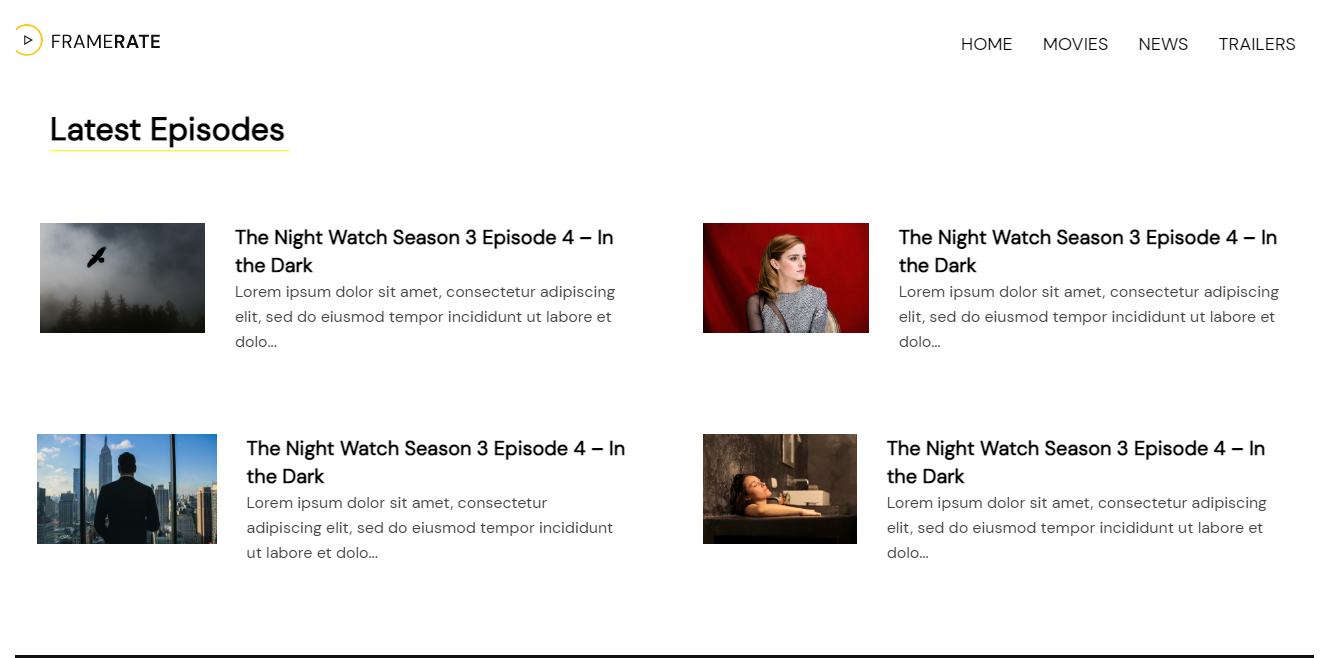 FRAMERATE
HOME MOVIES NEWS TRAILERS
Latest Episodes
The Night Watch Season 3 Episode 4 – In
the Dark
Lorem ipsum dolor sit amet, consectetur adipiscing
elit, sed do eiusmod tempor incididunt ut labore et
dolo...
The Night Watch Season 3 Episode 4 – In
the Dark
Lorem ipsum dolor sit amet, consectetur adipiscing
elit, sed do eiusmod tempor incididunt ut labore et
dolo...
The Night Watch Season 3 Episode 4 – In
the Dark
Lorem ipsum dolor sit amet, consectetur
adipiscing elit, sed do eiusmod tempor incididunt
ut labore et dolo...
The Night Watch Season 3 Episode 4 – In
the Dark
Lorem ipsum dolor sit amet, consectetur adipiscing
elit, sed do eiusmod tempor incididunt ut labore et
dolo...